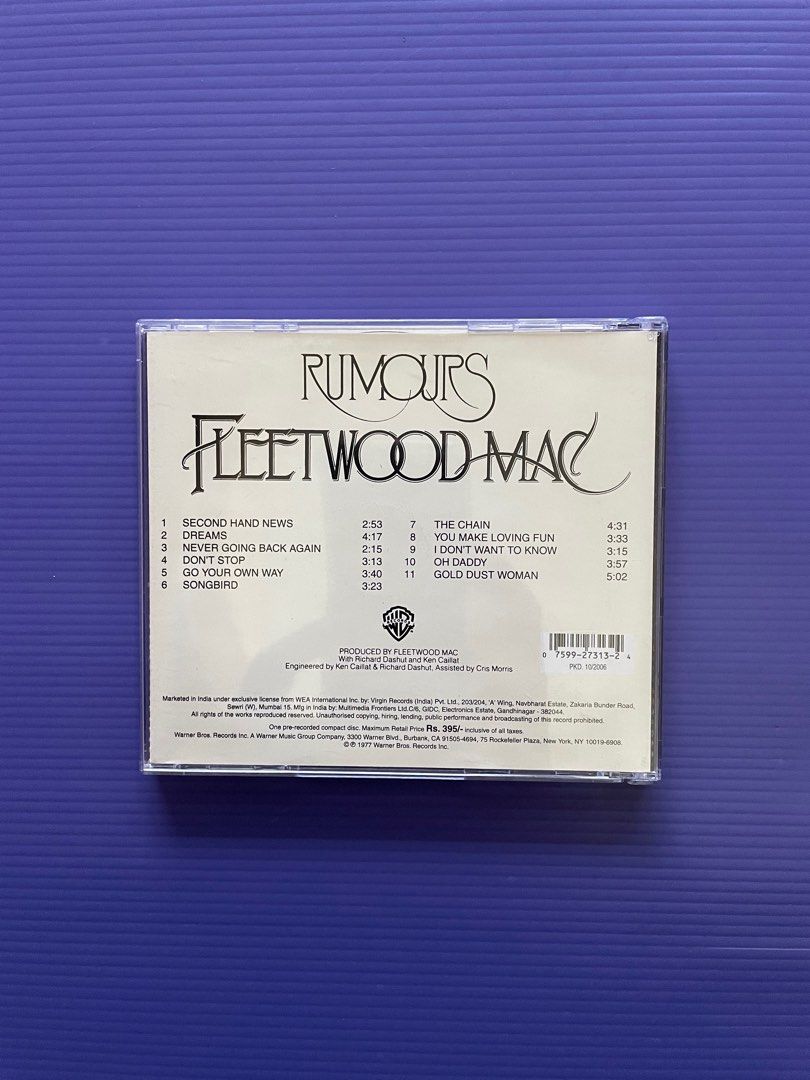 RUMOURS
FLEETWOOD MAC
1 SECOND HAND NEWS 2:53
2 DREAMS 4:17
3 NEVER GOING BACK AGAIN 2:15
4 DON'T STOP 3:13
5 GO YOUR OWN WAY 3:40
6 SONGBIRD 3:23
7 THE CHAIN 4:31
8 YOU MAKE LOVING FUN 3:33
9 I DON'T WANT TO KNOW 3:15
10 OH DADDY 3:57
11 GOLD DUST WOMAN 5:02
PRODUCED BY FLEETWOOD MAC
With Richard Dashut and Ken Caillat
Engineered by Ken Caillat & Richard Dashut, Assisted by Cris Morris
0 7599-27313-2 4
PKD. 10/2006
Marketed in India under exclusive license from WEA International Inc. by: Virgin Records (India) Pvt. Ltd., 203/204, 'A' Wing, Navbharat Estate, Zakaria Bunder Road,
Sewri (W), Mumbai 15. Mfg in India by: Multimedia Frontiers Ltd.C/6, GIDC, Electronics Estate, Gandhinagar - 382044.
All rights of the works reproduced reserved. Unauthorised copying, hiring, lending, public performance and broadcasting of this record prohibited.
One pre-recorded compact disc. Maximum Retail Price Rs. 395/- inclusive of all taxes
Warner Bros. Records Inc. A Warner Music Group Company, 3300 Warner Blvd., Burbank, CA 91505-4694, 75 Rockefeller Plaza, New York, NY 10019-6908.
© ℗ 1977 Warner Bros. Records Inc.